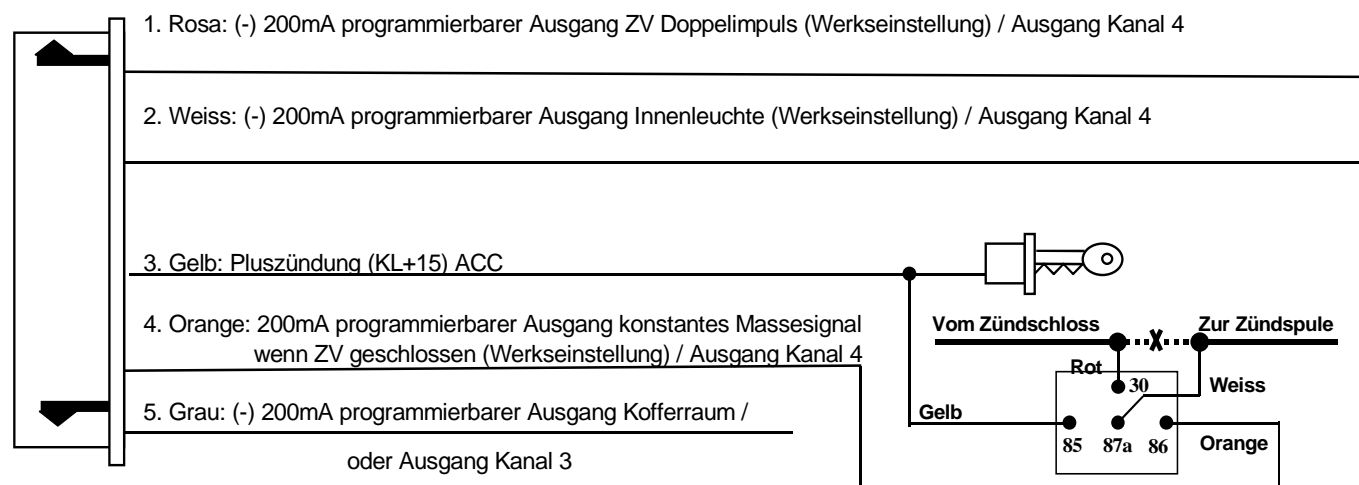 1. Rosa: (-) 200mA programmierbarer Ausgang ZV Doppelimpuls (Werkseinstellung) / Ausgang Kanal 4
2. Weiss: (-) 200mA programmierbarer Ausgang Innenleuchte (Werkseinstellung) / Ausgang Kanal 4
3. Gelb: Pluszündung (KL+15) ACC
4. Orange: 200mA programmierbarer Ausgang konstantes Massesignal
wenn ZV geschlossen (Werkseinstellung) / Ausgang Kanal 4
5. Grau: (-) 200mA programmierbarer Ausgang Kofferraum /
oder Ausgang Kanal 3
Vom Zündschloss
X
Zur Zündspule
Rot
30
Weiss
Gelb
85 87a 86
Orange